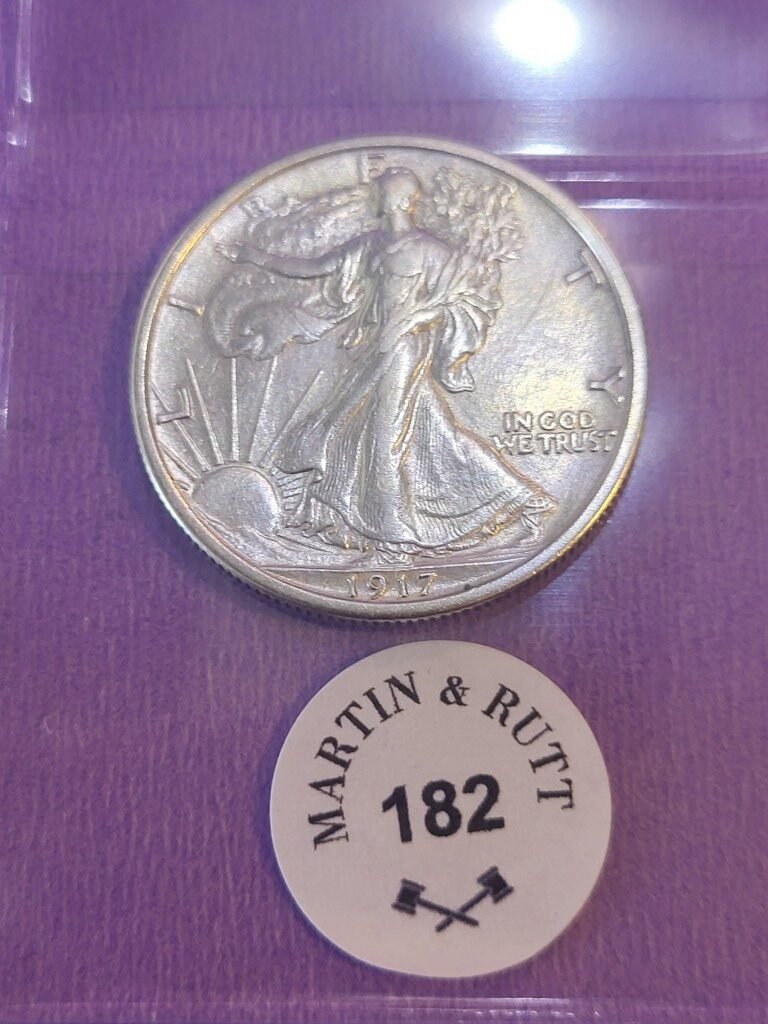 LIBERTY
IN GOD
WE TRUST
1917
MARTIN & RUTT
182